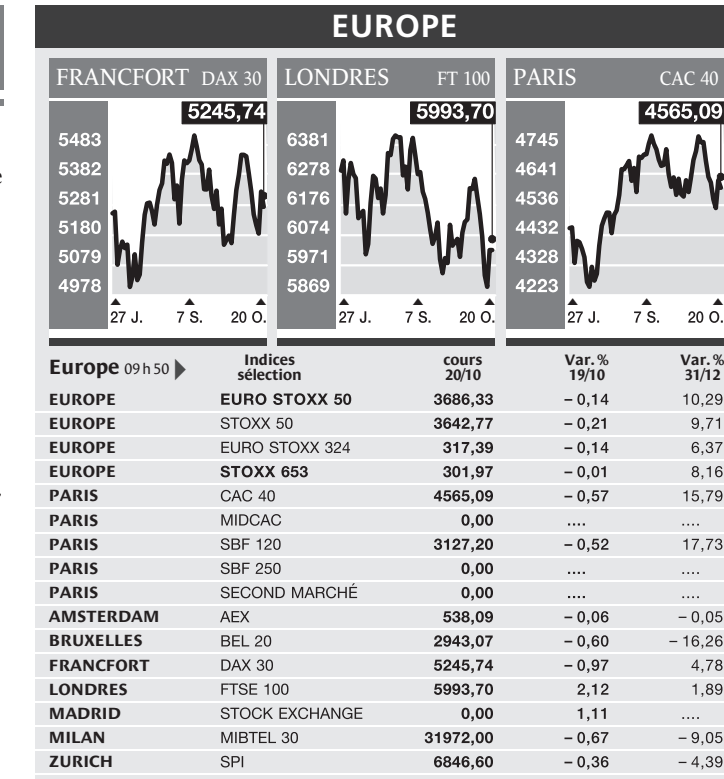 EUROPE
FRANCFORT DAX 30
5245,74
5483
5382
5281
5180
5079
4978
27 J. 7 S. 20 O.
LONDRES FT 100
5993,70
6381
6278
6176
6074
5971
5869
27 J. 7 S. 20 O.
PARIS CAC 40
4565,09
4745
4641
4536
4432
4328
4223
27 J. 7 S. 20 O.
Europe 09 h 50 Indices sélection cours 20/10 Var. % 19/10 Var. % 31/12
EUROPE EURO STOXX 50 3686,33 – 0,14 10,29
EUROPE STOXX 50 3642,77 – 0,21 9,71
EUROPE EURO STOXX 324 317,39 – 0,14 6,37
EUROPE STOXX 653 301,97 – 0,01 8,16
PARIS CAC 40 4565,09 – 0,57 15,79
PARIS MIDCAC 0,00 .... ....
PARIS SBF 120 3127,20 – 0,52 17,73
PARIS SBF 250 0,00 .... ....
PARIS SECOND MARCHÉ 0,00 .... ....
AMSTERDAM AEX 538,09 – 0,06 – 0,05
BRUXELLES BEL 20 2943,07 – 0,60 – 16,26
FRANCFORT DAX 30 5245,74 – 0,97 4,78
LONDRES FTSE 100 5993,70 2,12 1,89
MADRID STOCK EXCHANGE 0,00 1,11 ....
MILAN MIBTEL 30 31972,00 – 0,67 – 9,05
ZURICH SPI 6846,60 – 0,36 – 4,39